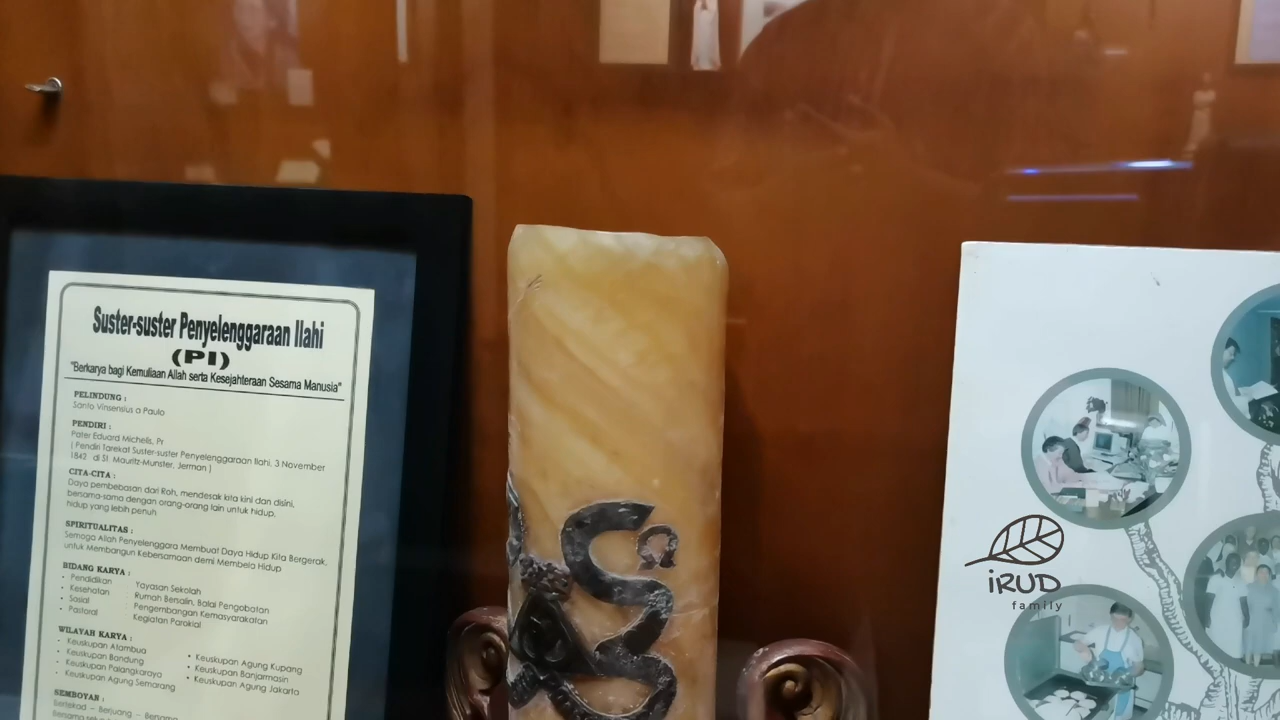 Suster-suster Penyelenggaraan Ilahi
(PI)
"Berkarya bagi Kemuliaan Allah serta Kesejahteraan Sesama Manusia"
PELINDUNG :
Santo Vinsensius a Paulo
PENDIRI :
Pater Eduard Michelis, Pr
( Pendiri Tarekat Suster-suster Penyelenggaraan Ilahi, 3 November
1842 di St. Mauritz-Munster, Jerman )
CITA-CITA :
Daya pembebasan dari Roh, mendesak kita kini dan disini,
bersama-sama dengan orang-orang lain untuk hidup,
hidup yang lebih penuh
SPIRITUALITAS :
Semoga Allah Penyelenggara Membuat Daya Hidup Kita Bergerak,
untuk Membangun Kebersamaan demi Membela Hidup
BIDANG KARYA :
- Pendidikan : Yayasan Sekolah
- Kesehatan : Rumah Bersalin, Balai Pengobatan
- Sosial : Pengembangan Kemasyarakatan
- Pastoral : Kegiatan Parokial
WILAYAH KARYA :
- Keuskupan Atambua
- Keuskupan Bandung • Keuskupan Agung Kupang
- Keuskupan Palangkaraya • Keuskupan Banjarmasin
- Keuskupan Agung Semarang • Keuskupan Agung Jakarta
SEMBOYAN :
Bertekad – Berjuang – Bersama
iRUD
family